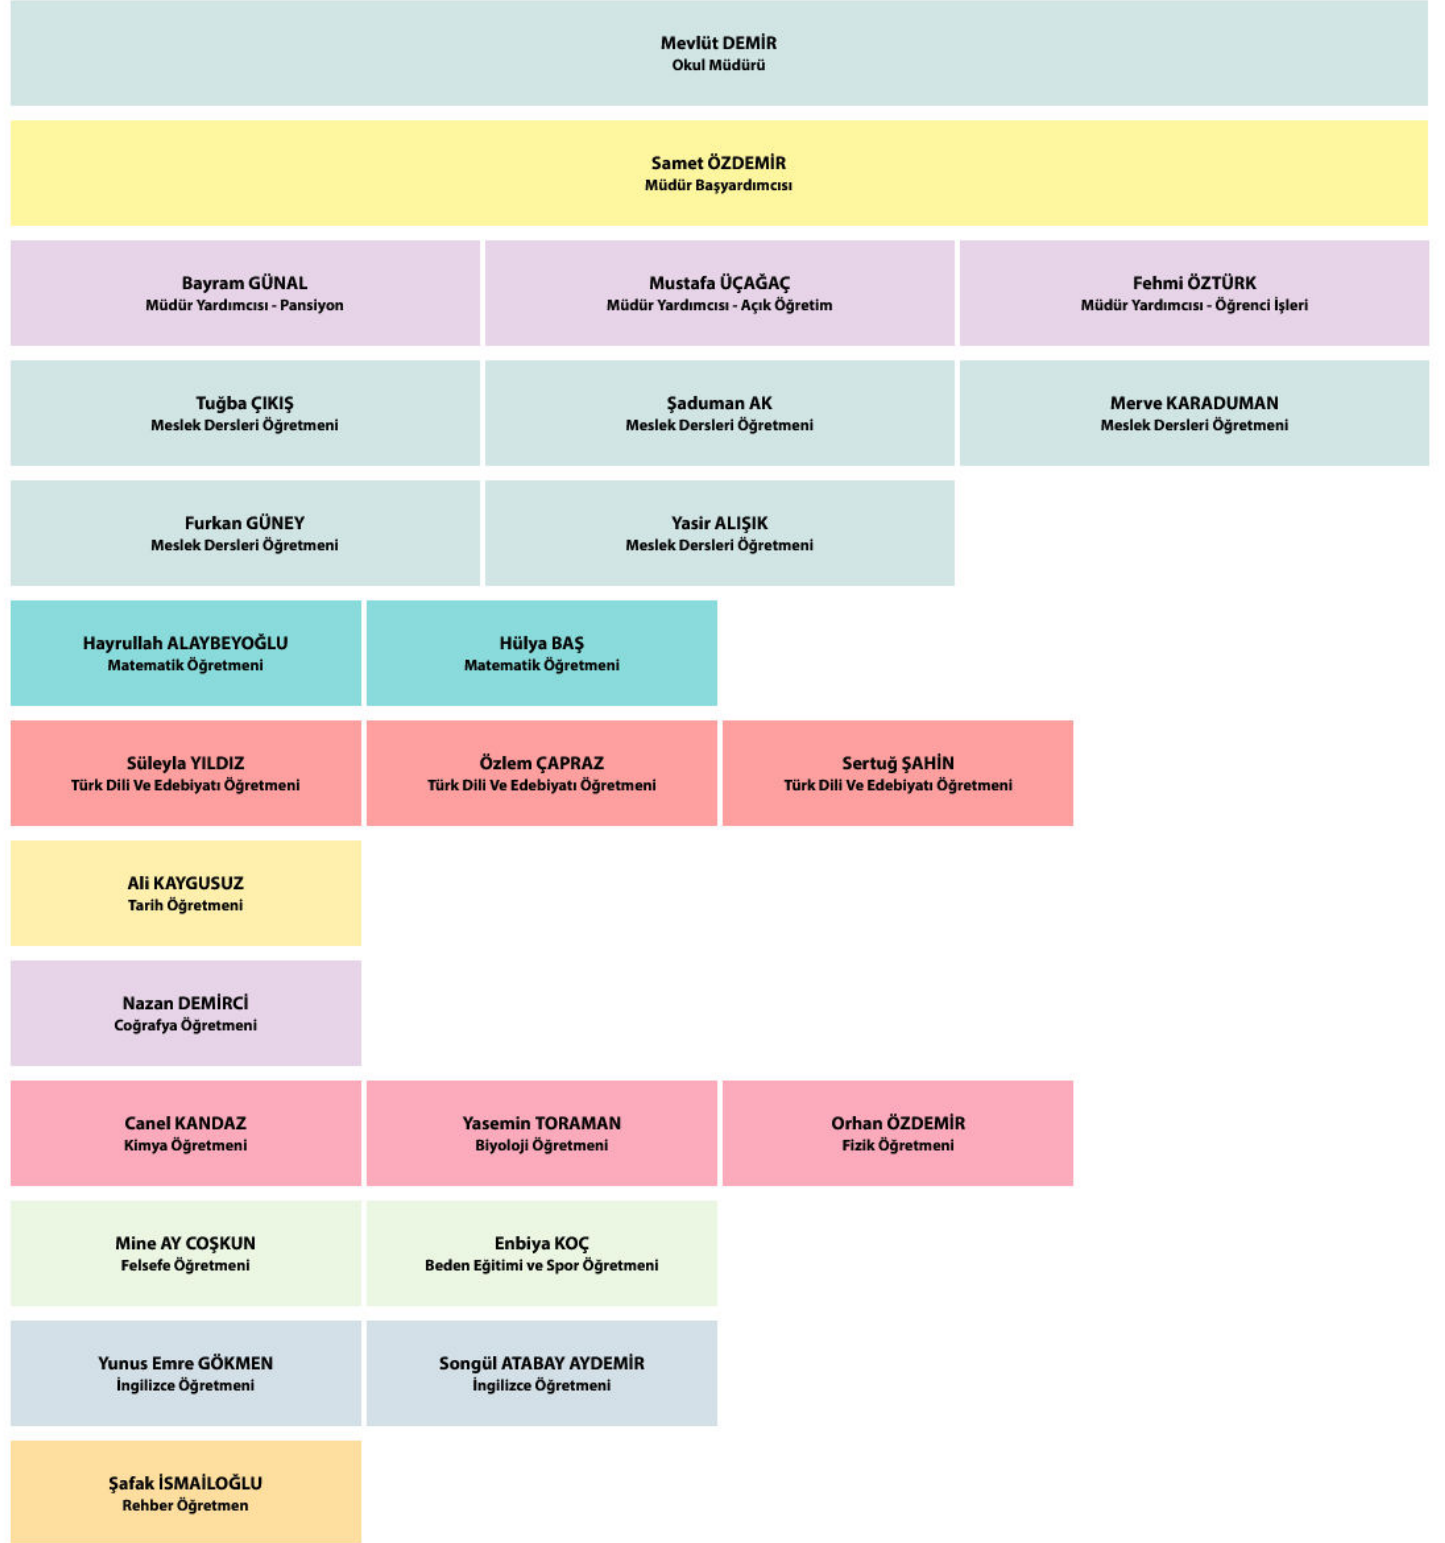 Mevlüt DEMİR
Okul Müdürü
Samet ÖZDEMİR
Müdür Başyardımcısı
Bayram GÜNAL
Müdür Yardımcısı - Pansiyon
Mustafa ÜÇAĞAÇ
Müdür Yardımcısı - Açık Öğretim
Fehmi ÖZTÜRK
Müdür Yardımcısı - Öğrenci İşleri
Tuğba ÇIKIŞ
Meslek Dersleri Öğretmeni
Şaduman AK
Meslek Dersleri Öğretmeni
Merve KARADUMAN
Meslek Dersleri Öğretmeni
Furkan GÜNEY
Meslek Dersleri Öğretmeni
Yasir ALIŞIK
Meslek Dersleri Öğretmeni
Hayrullah ALAYBEYOĞLU
Matematik Öğretmeni
Hülya BAŞ
Matematik Öğretmeni
Süleyla YILDIZ
Türk Dili Ve Edebiyatı Öğretmeni
Özlem ÇAPRAZ
Türk Dili Ve Edebiyatı Öğretmeni
Sertuğ ŞAHİN
Türk Dili Ve Edebiyatı Öğretmeni
Ali KAYGUSUZ
Tarih Öğretmeni
Nazan DEMİRCİ
Coğrafya Öğretmeni
Canel KANDAZ
Kimya Öğretmeni
Yasemin TORAMAN
Biyoloji Öğretmeni
Orhan ÖZDEMİR
Fizik Öğretmeni
Mine AY COŞKUN
Felsefe Öğretmeni
Enbiya KOÇ
Beden Eğitimi ve Spor Öğretmeni
Yunus Emre GÖKMEN
İngilizce Öğretmeni
Songül ATABAY AYDEMİR
İngilizce Öğretmeni
Şafak İSMAİLOĞLU
Rehber Öğretmen